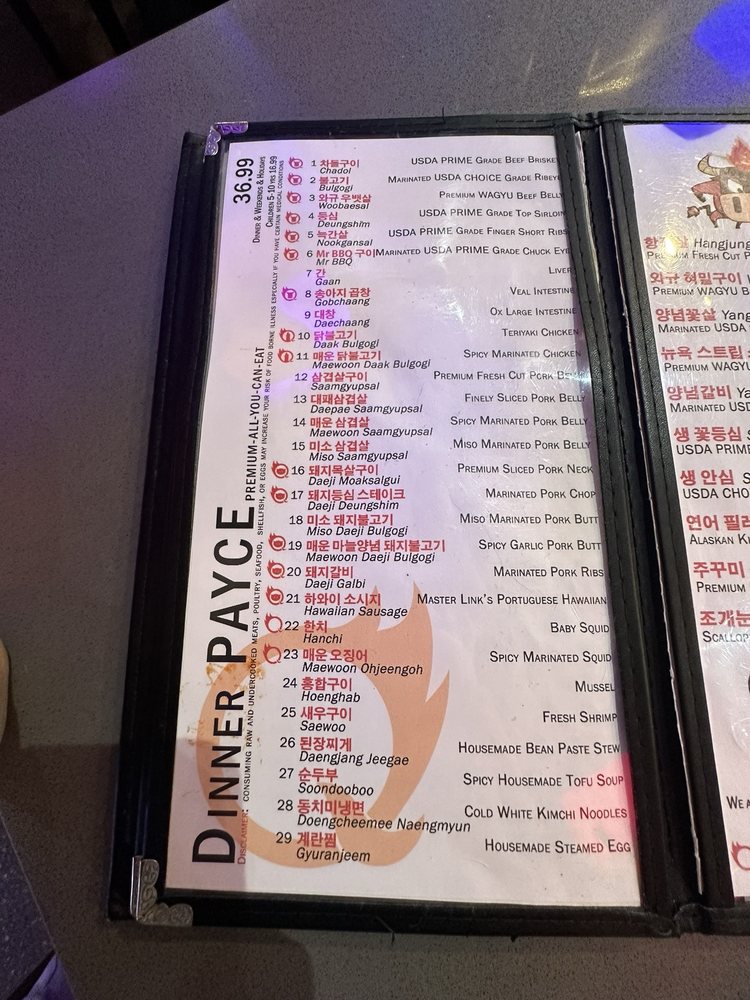 DINNER PAYCE PREMIUM-ALL-YOU-CAN-EAT 36.99
DINNER & WEEKENDS & HOLIDAYS
CHILDREN 5-10 YRS 16.99
DISCLAIMER: CONSUMING RAW AND UNDERCOOKED MEATS, POULTRY, SEAFOOD, SHELLFISH, OR EGGS MAY INCREASE YOUR RISK OF FOOD BORNE ILLNESS ESPECIALLY IF YOU HAVE CERTAIN MEDICAL CONDITIONS
1 차돌구이 USDA PRIME GRADE BEEF BRISKET
Chadol
2 불고기 MARINATED USDA CHOICE GRADE RIBEYE
Bulgogi
3 와규 우뱃살 PREMIUM WAGYU BEEF BELLY
Woobaesal
4 등심 USDA PRIME GRADE TOP SIRLOIN
Deungshim
5 늑간살 USDA PRIME GRADE FINGER SHORT RIBS
Nookgansal
6 Mr BBQ 구이 MARINATED USDA PRIME GRADE CHUCK EYE
Mr BBQ
7 간 LIVER
Gaan
8 송아지 곱창 VEAL INTESTINE
Gobchang
9 대창 OX LARGE INTESTINE
Daechaang
10 닭불고기 TERIYAKI CHICKEN
Daak Bulgogi
11 매운 닭불고기 SPICY MARINATED CHICKEN
Maewoon Daak Bulgogi
12 삼겹살구이 PREMIUM FRESH CUT PORK BELLY
Saamgyupsal
13 대패삼겹살 FINELY SLICED PORK BELLY
Daepae Saamgyupsal
14 매운 삼겹살 SPICY MARINATED PORK BELLY
Maewoon Saamgyupsal
15 미소 삼겹살 MISO MARINATED PORK BELLY
Miso Saamgyupsal
16 돼지목살구이 PREMIUM SLICED PORK NECK
Daeji Moaksalgui
17 돼지등심 스테이크 MARINATED PORK CHOP
Daeji Deungshim
18 미소 돼지불고기 MISO MARINATED PORK BUTT
Miso Daeji Bulgogi
19 매운 마늘양념 돼지불고기 SPICY GARLIC PORK BUTT
Maewoon Daeji Bulgogi
20 돼지갈비 MARINATED PORK RIBS
Daeji Galbi
21 하와이 소시지 MASTER LINK'S PORTUGUESE HAWAIIAN
Hawaiian Sausage
22 한치 BABY SQUID
Hanchi
23 매운 오징어 SPICY MARINATED SQUID
Maewoon Ohjeengoh
24 홍합구이 MUSSEL
Hoenghab
25 새우구이 FRESH SHRIMP
Saewoo
26 된장찌게 HOUSEMADE BEAN PASTE STEW
Daengjang Jeegae
27 순두부 SPICY HOUSEMADE TOFU SOUP
Soondooboo
28 동치미냉면 COLD WHITE KIMCHI NOODLES
Doengcheemee Naengmyun
29 계란찜 HOUSEMADE STEAMED EGG
Gyuranjeem
Hanjung
FRESH CUT P
와규 혀밑구이
PREMIUM WAGYU B
양념꽃살 Yang
MARINATED USDA
뉴욕 스트립
PREMIUM WAGY
양념갈비 Ya
MARINATED USD
생 꽃등심 S
USDA PRIME
생 안심 S
USDA CHO
연어 필
ALASKAN KI
주꾸미
PREMIUM
조개눈
SCALLOP
WE A